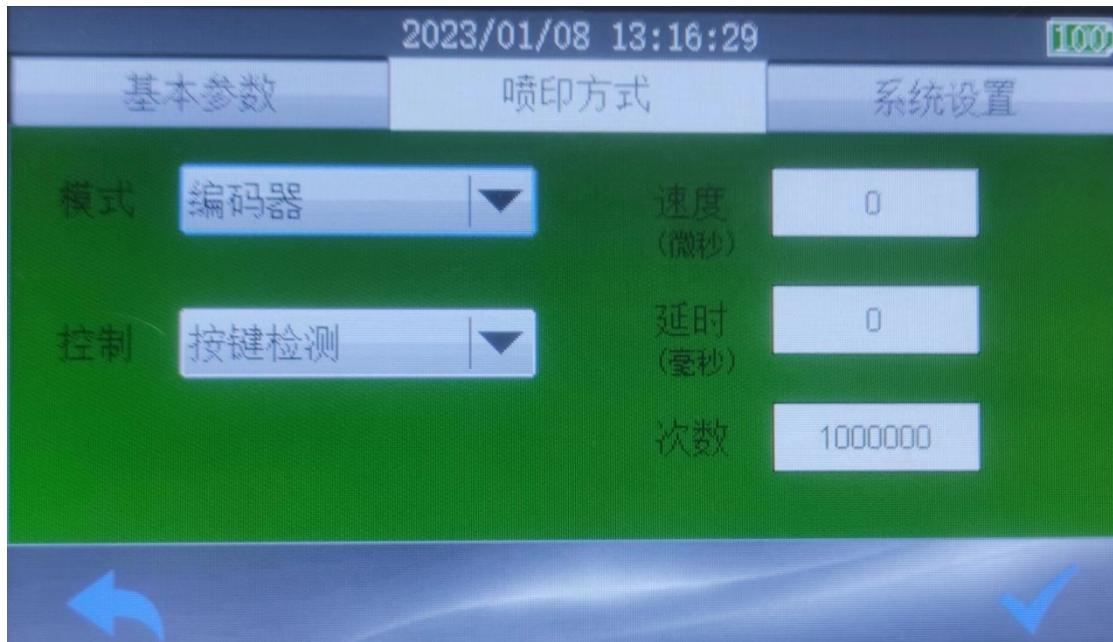 2023/01/08 13:16:29 100
基本参数 喷印方式 系统设置
模式 编码器 速度 0
(微秒)
控制 按键检测 延时 0
(毫秒)
次数 1000000